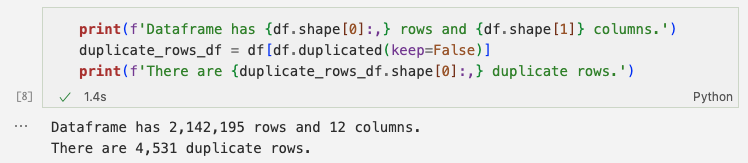 print(f'Dataframe has {df.shape[0]:,} rows and {df.shape[1]} columns.')
duplicate_rows_df = df[df.duplicated(keep=False)]
print(f'There are {duplicate_rows_df.shape[0]:,} duplicate rows.')
[8] ✓ 1.4s Python
... Dataframe has 2,142,195 rows and 12 columns.
There are 4,531 duplicate rows.